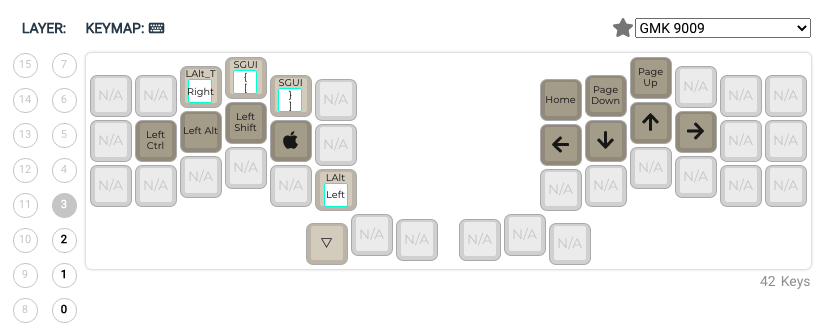 LAYER: KEYMAP:
GMK 9009
15 7
14 6
13 5
12 4
11 3
10 2
9 1
8 0
N/A
N/A
LAlt_T
Right
SGUI
{
[
SGUI
}
]
N/A
Home
Page
Down
Page
Up
N/A
N/A
N/A
N/A
Left
Ctrl
Left Alt
Left
Shift
N/A
←
↓
↑
→
N/A
N/A
N/A
N/A
N/A
N/A
N/A
LAlt
Left
N/A
N/A
N/A
N/A
N/A
N/A
▽
N/A
N/A
N/A
N/A
N/A
42 Keys